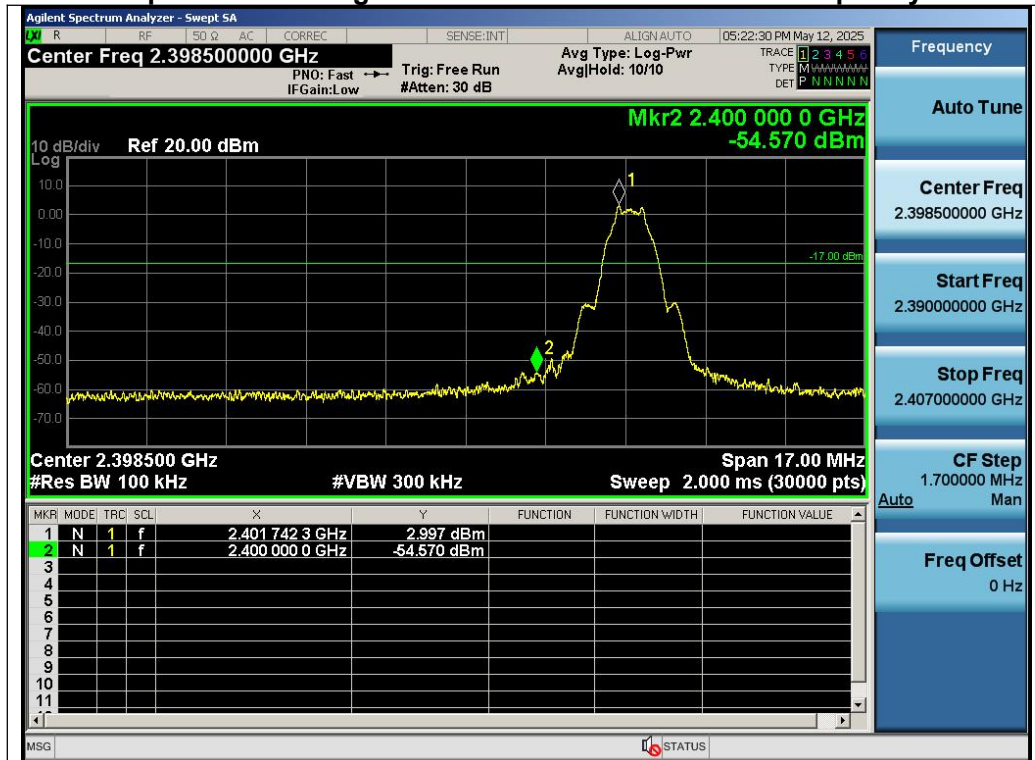 Agilent Spectrum Analyzer - Swept SA
LXI R RF 50 Ω AC CORREC SENSE:INT ALIGN AUTO 05:22:30 PM May 12, 2025
Center Freq 2.398500000 GHz Avg Type: Log-Pwr TRACE 1 2 3 4 5 6
PNO: Fast Trig: Free Run Avg|Hold: 10/10 TYPE M
IFGain:Low #Atten: 30 dB DET P N N N N N
Mkr2 2.400 000 0 GHz
10 dB/div Ref 20.00 dBm -54.570 dBm
Log
10.0
0.00
-10.0
-20.0
-30.0
-40.0
-50.0
-60.0
-70.0
1
-17.00 dBm
2
Center 2.398500 GHz Span 17.00 MHz
#Res BW 100 kHz #VBW 300 kHz Sweep 2.000 ms (30000 pts)
MKR MODE TRC SCL X Y FUNCTION FUNCTION WIDTH FUNCTION VALUE
1 N 1 f 2.401 742 3 GHz 2.997 dBm
2 N 1 f 2.400 000 0 GHz -54.570 dBm
3
4
5
6
7
8
9
10
11
MSG STATUS
Frequency
Auto Tune
Center Freq
2.398500000 GHz
Start Freq
2.390000000 GHz
Stop Freq
2.407000000 GHz
CF Step
1.700000 MHz
Auto Man
Freq Offset
0 Hz